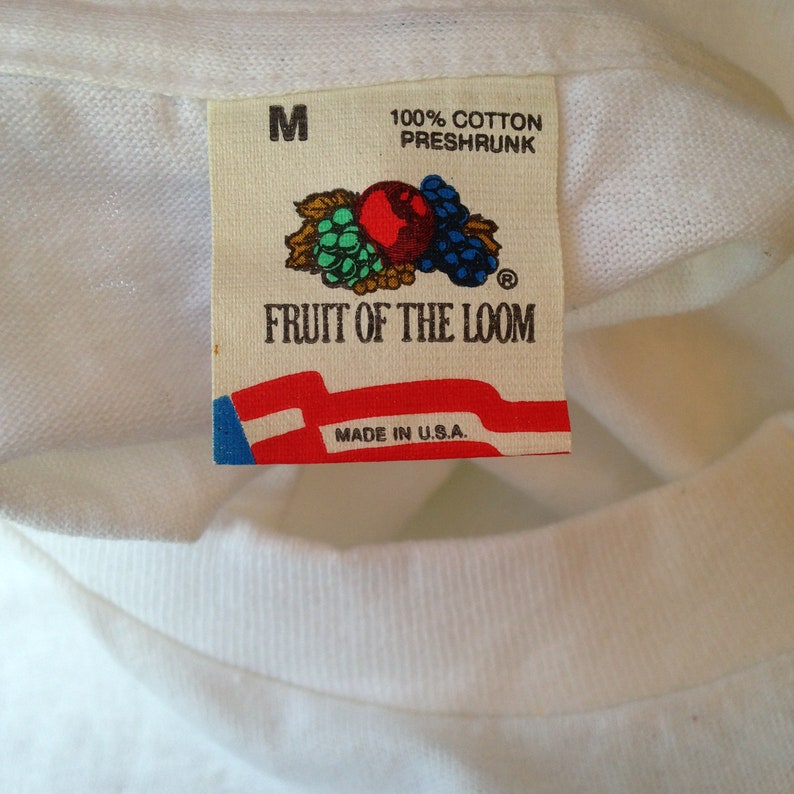 M
100% COTTON
PRESHRUNK
®
FRUIT OF THE LOOM
MADE IN U.S.A.